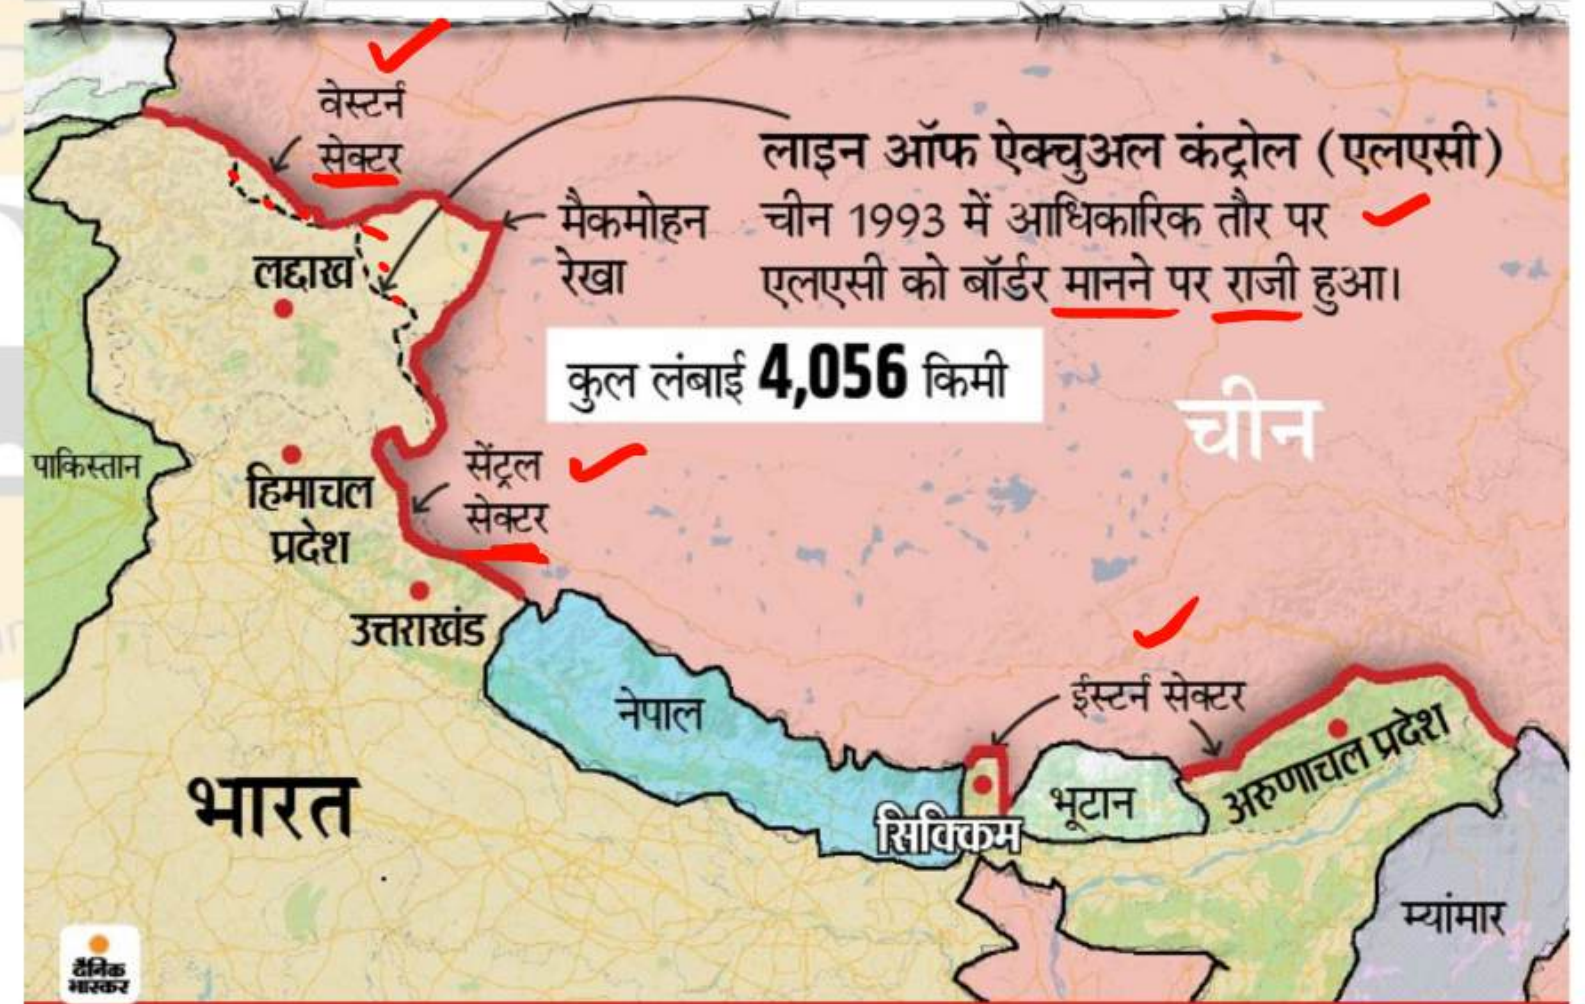 वेस्टर्न
सेक्टर
लाइन ऑफ ऐक्चुअल कंट्रोल (एलएसी)
चीन 1993 में आधिकारिक तौर पर
एलएसी को बॉर्डर मानने पर राजी हुआ।
मैकमोहन
रेखा
लद्दाख
कुल लंबाई 4,056 किमी
चीन
पाकिस्तान
हिमाचल
प्रदेश
सेंट्रल
सेक्टर
उत्तराखंड
नेपाल
ईस्टर्न सेक्टर
अरुणाचल प्रदेश
भारत
सिक्किम
भूटान
म्यांमार
दैनिक
भास्कर